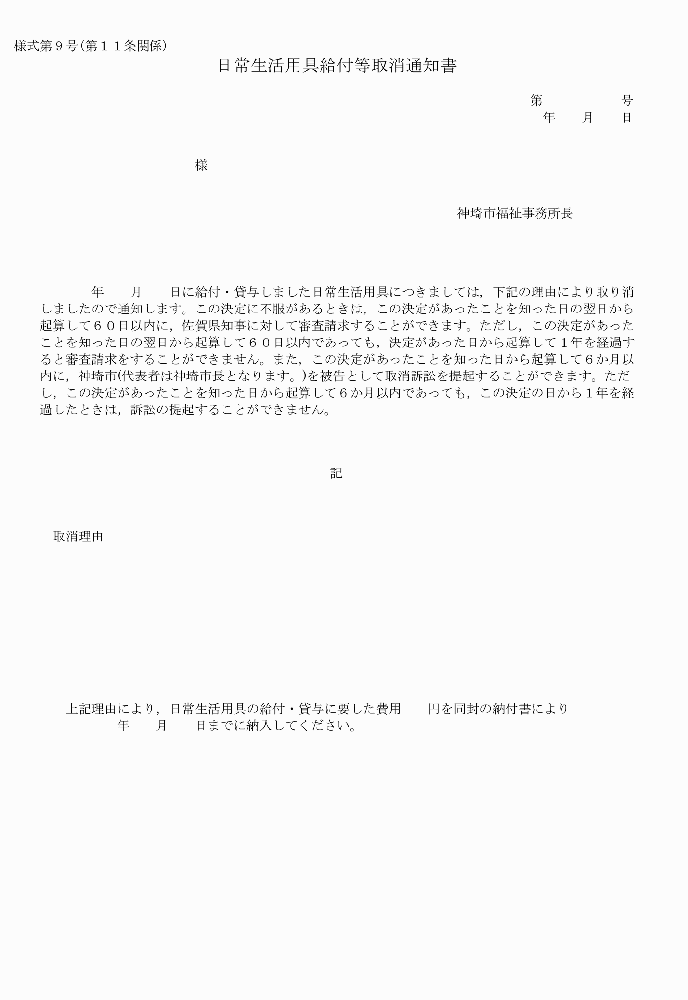 様式第９号(第１１条関係)
日常生活用具給付等取消通知書
第　　　　　　号
年　　月　　日
様
神埼市福祉事務所長
年　　月　　日に給付・貸与しました日常生活用具につきましては，下記の理由により取り消
しましたので通知します。この決定に不服があるときは，この決定があったことを知った日の翌日から
起算して６０日以内に，佐賀県知事に対して審査請求することができます。ただし，この決定があった
ことを知った日の翌日から起算して６０日以内であっても，決定があった日から起算して１年を経過す
ると審査請求をすることができません。また，この決定があったことを知った日から起算して６か月以
内に，神埼市(代表者は神埼市長となります。)を被告として取消訴訟を提起することができます。ただ
し，この決定があったことを知った日から起算して６か月以内であっても，この決定の日から１年を経
過したときは，訴訟の提起することができません。
記
取消理由
上記理由により，日常生活用具の給付・貸与に要した費用　　円を同封の納付書により
年　　月　　日までに納入してください。